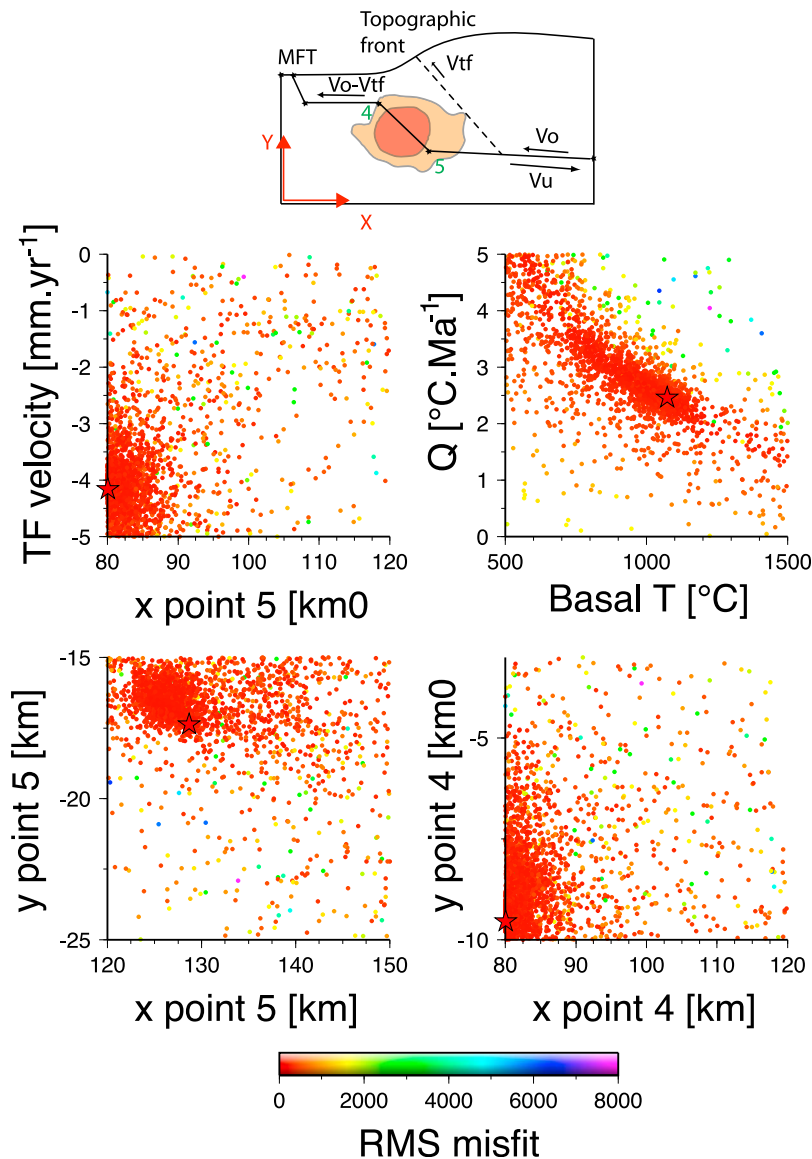 Topographic
front
MFT
Vtf
Vo-Vtf
4
Y
Vo
5
Vu
X
TF velocity [mm.yr-1]
0
-1
-2
-3
-4
-5
80 90 100 110 120
x point 5 [km0
Q [°C.Ma-1]
5
4
3
2
1
0
500 1000 1500
Basal T [°C]
y point 5 [km]
-15
-20
-25
120 130 140 150
x point 5 [km]
y point 4 [km0
-5
-10
80 90 100 110 120
x point 4 [km]
0 2000 4000 6000 8000
RMS misfit